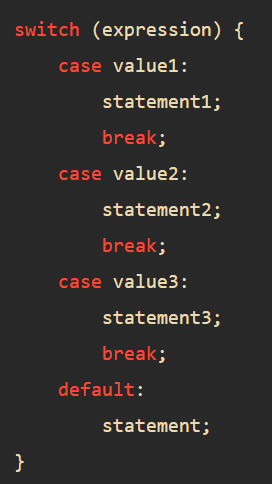 switch (expression) {
    case value1:
        statement1;
        break;
    case value2:
        statement2;
        break;
    case value3:
        statement3;
        break;
    default:
        statement;
}